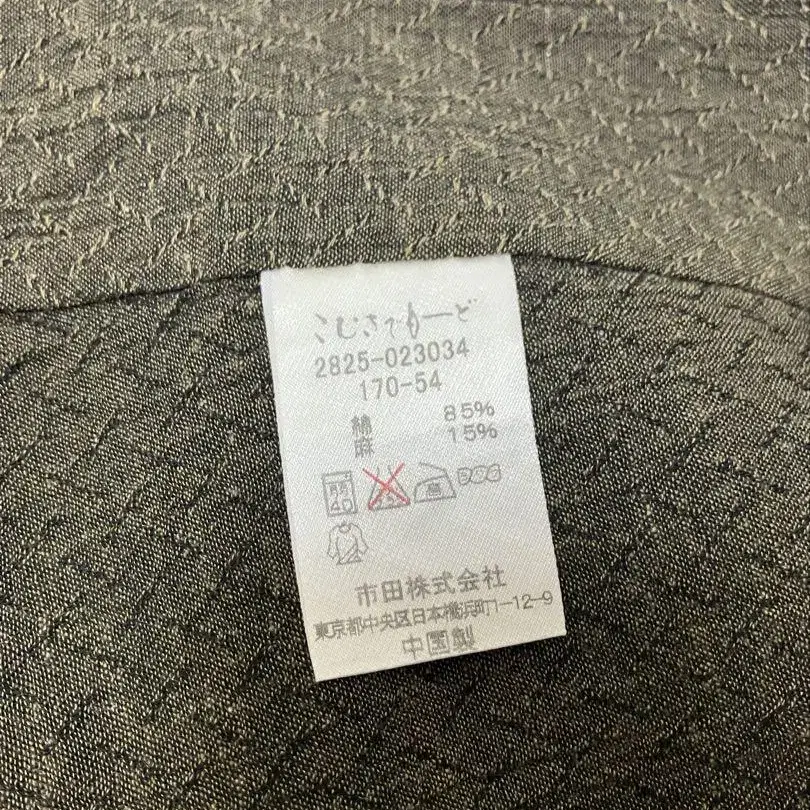 こむさでもーど
2825-023034
170-54
綿 85%
麻 15%
弱
40
市田株式会社
東京都中央区日本橋浜町1-12-9
中国製